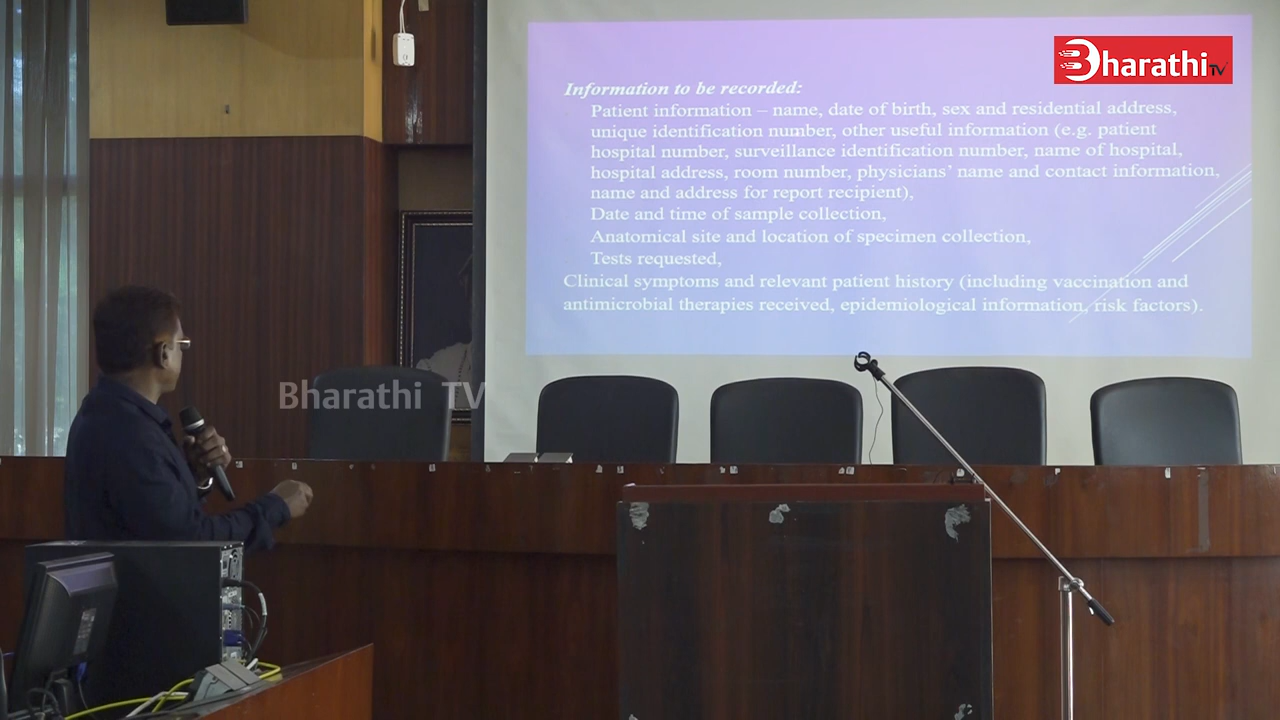 Bharathi TV
Information to be recorded:
Patient information – name, date of birth, sex and residential address,
unique identification number, other useful information (e.g. patient
hospital number, surveillance identification number, name of hospital,
hospital address, room number, physicians’ name and contact information,
name and address for report recipient),
Date and time of sample collection,
Anatomical site and location of specimen collection,
Tests requested,
Clinical symptoms and relevant patient history (including vaccination and
antimicrobial therapies received, epidemiological information, risk factors).
Bharathi TV